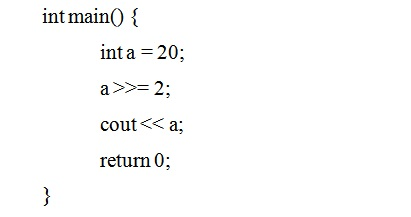 int main() {
int a = 20;
a >>= 2;
cout << a;
return 0;
}